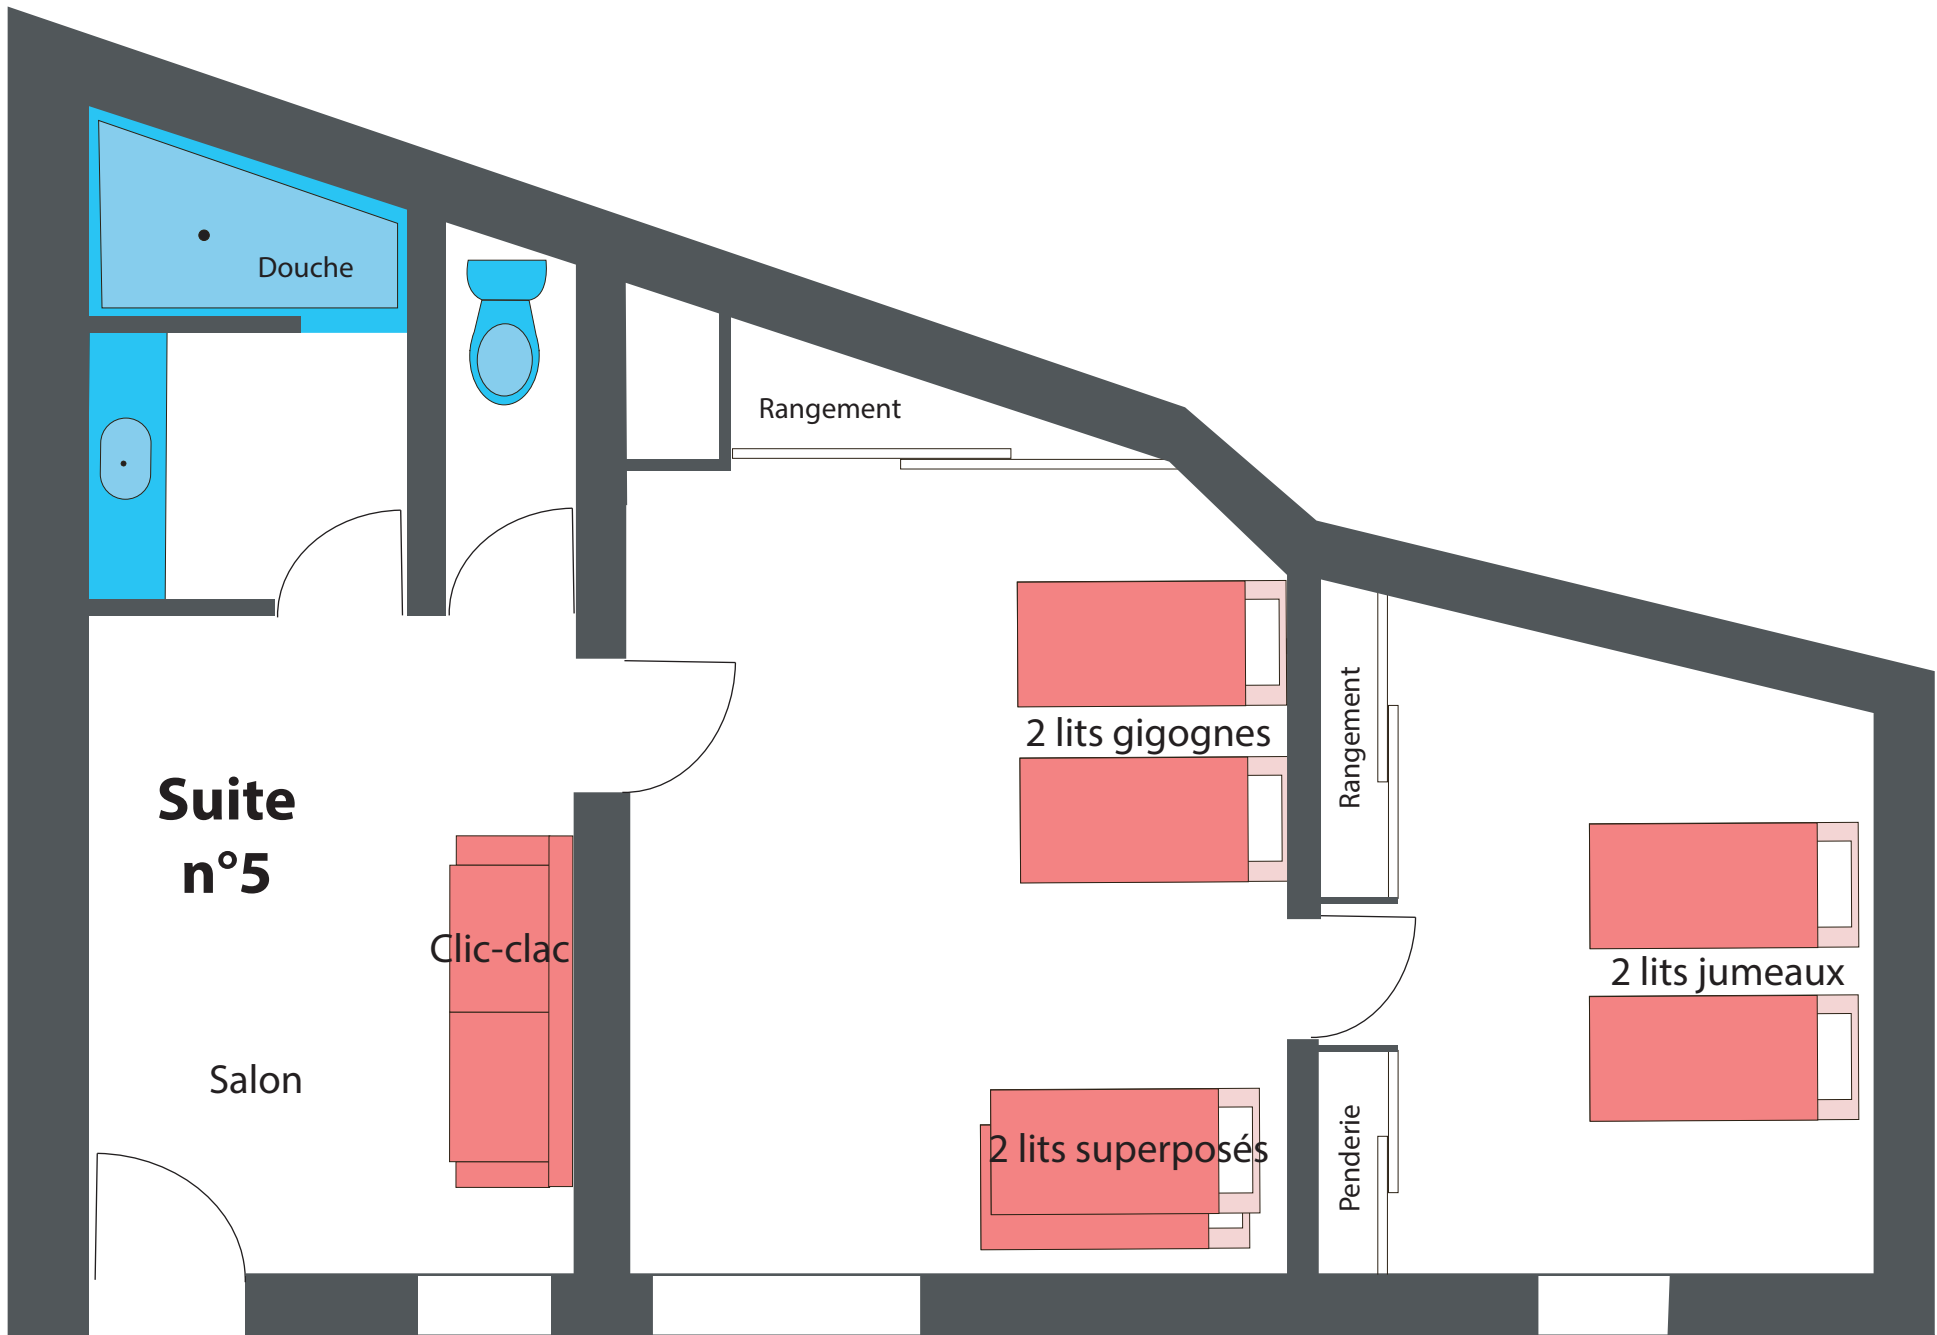 Douche
Rangement
2 lits gigognes
Rangement
Suite
n°5
Clic-clac
2 lits jumeaux
Salon
2 lits superposés
Penderie